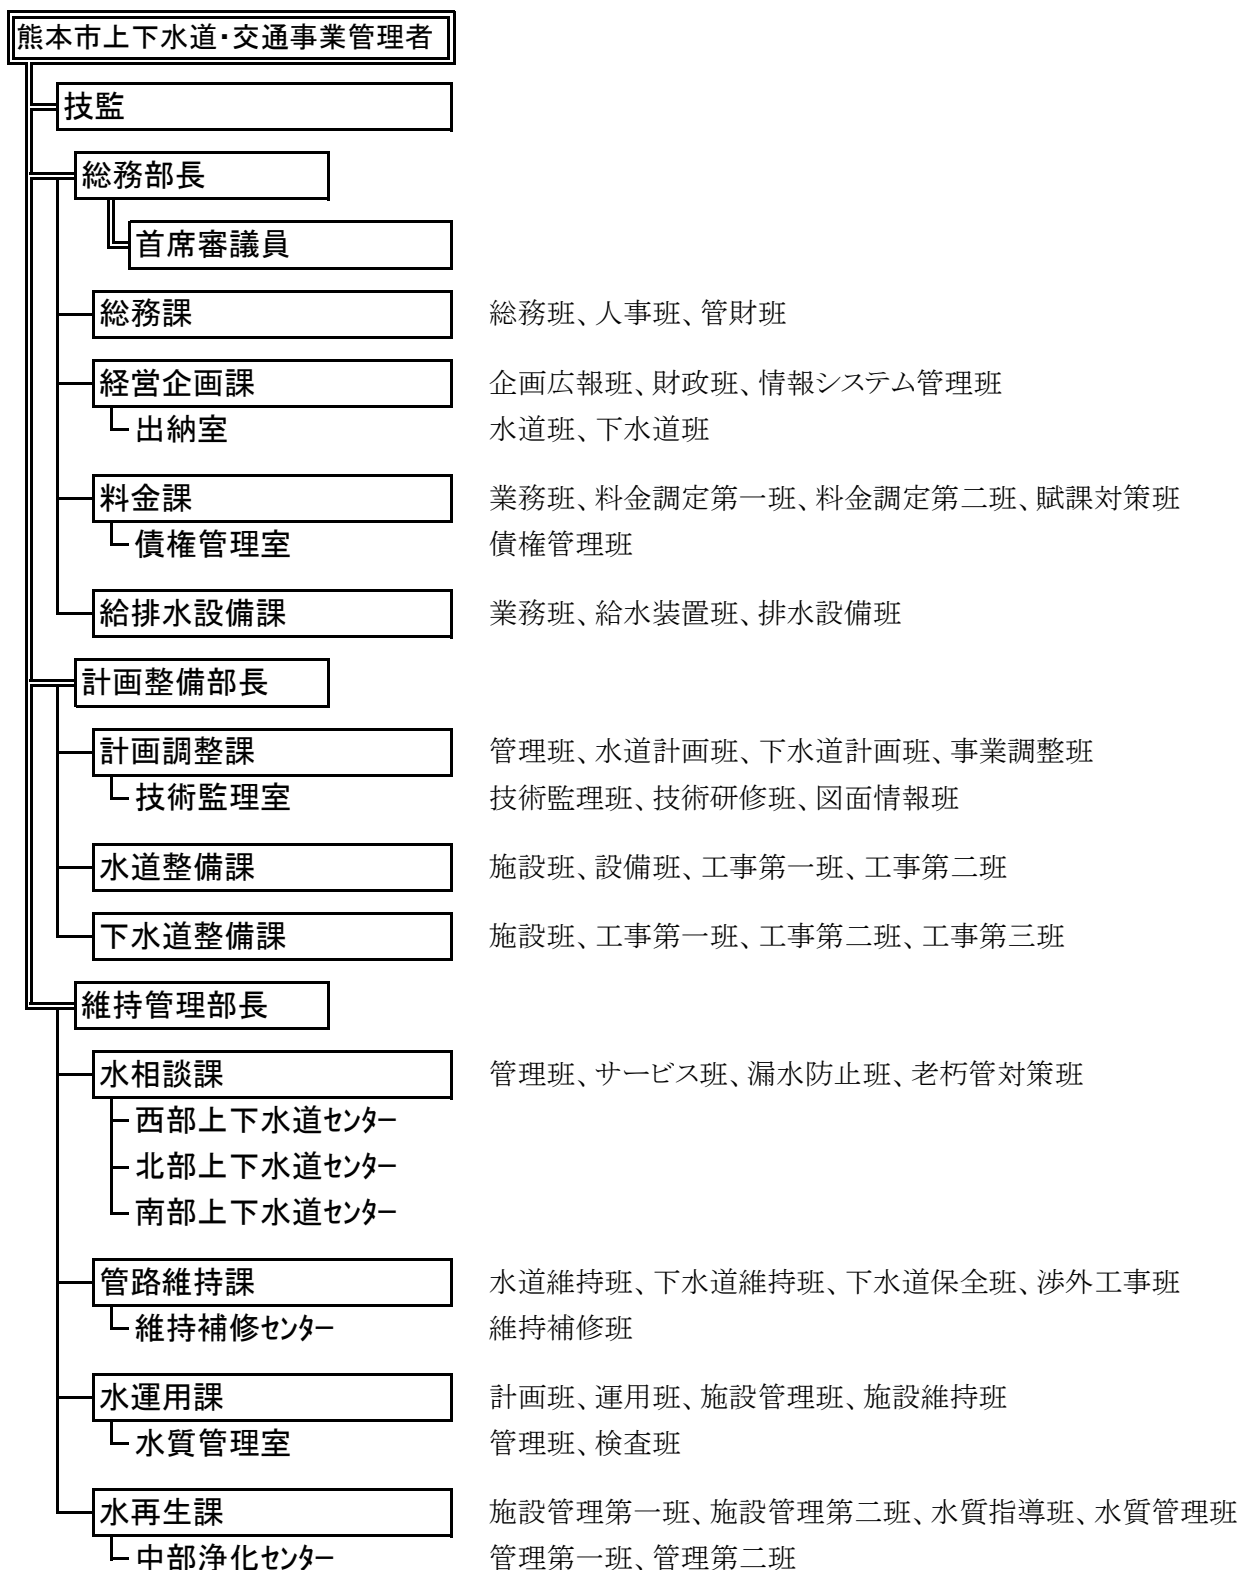 熊本市上下水道・交通事業管理者
技監
総務部長
首席審議員
総務課 総務班、人事班、管財班
経営企画課 企画広報班、財政班、情報システム管理班
出納室 水道班、下水道班
料金課 業務班、料金調定第一班、料金調定第二班、賦課対策班
債権管理室 債権管理班
給排水設備課 業務班、給水装置班、排水設備班
計画整備部長
計画調整課 管理班、水道計画班、下水道計画班、事業調整班
技術監理室 技術監理班、技術研修班、図面情報班
水道整備課 施設班、設備班、工事第一班、工事第二班
下水道整備課 施設班、工事第一班、工事第二班、工事第三班
維持管理部長
水相談課 管理班、サービス班、漏水防止班、老朽管対策班
西部上下水道ｾﾝﾀｰ
北部上下水道ｾﾝﾀｰ
南部上下水道ｾﾝﾀｰ
管路維持課 水道維持班、下水道維持班、下水道保全班、渉外工事班
維持補修ｾﾝﾀｰ 維持補修班
水運用課 計画班、運用班、施設管理班、施設維持班
水質管理室 管理班、検査班
水再生課 施設管理第一班、施設管理第二班、水質指導班、水質管理班
中部浄化ｾﾝﾀｰ 管理第一班、管理第二班